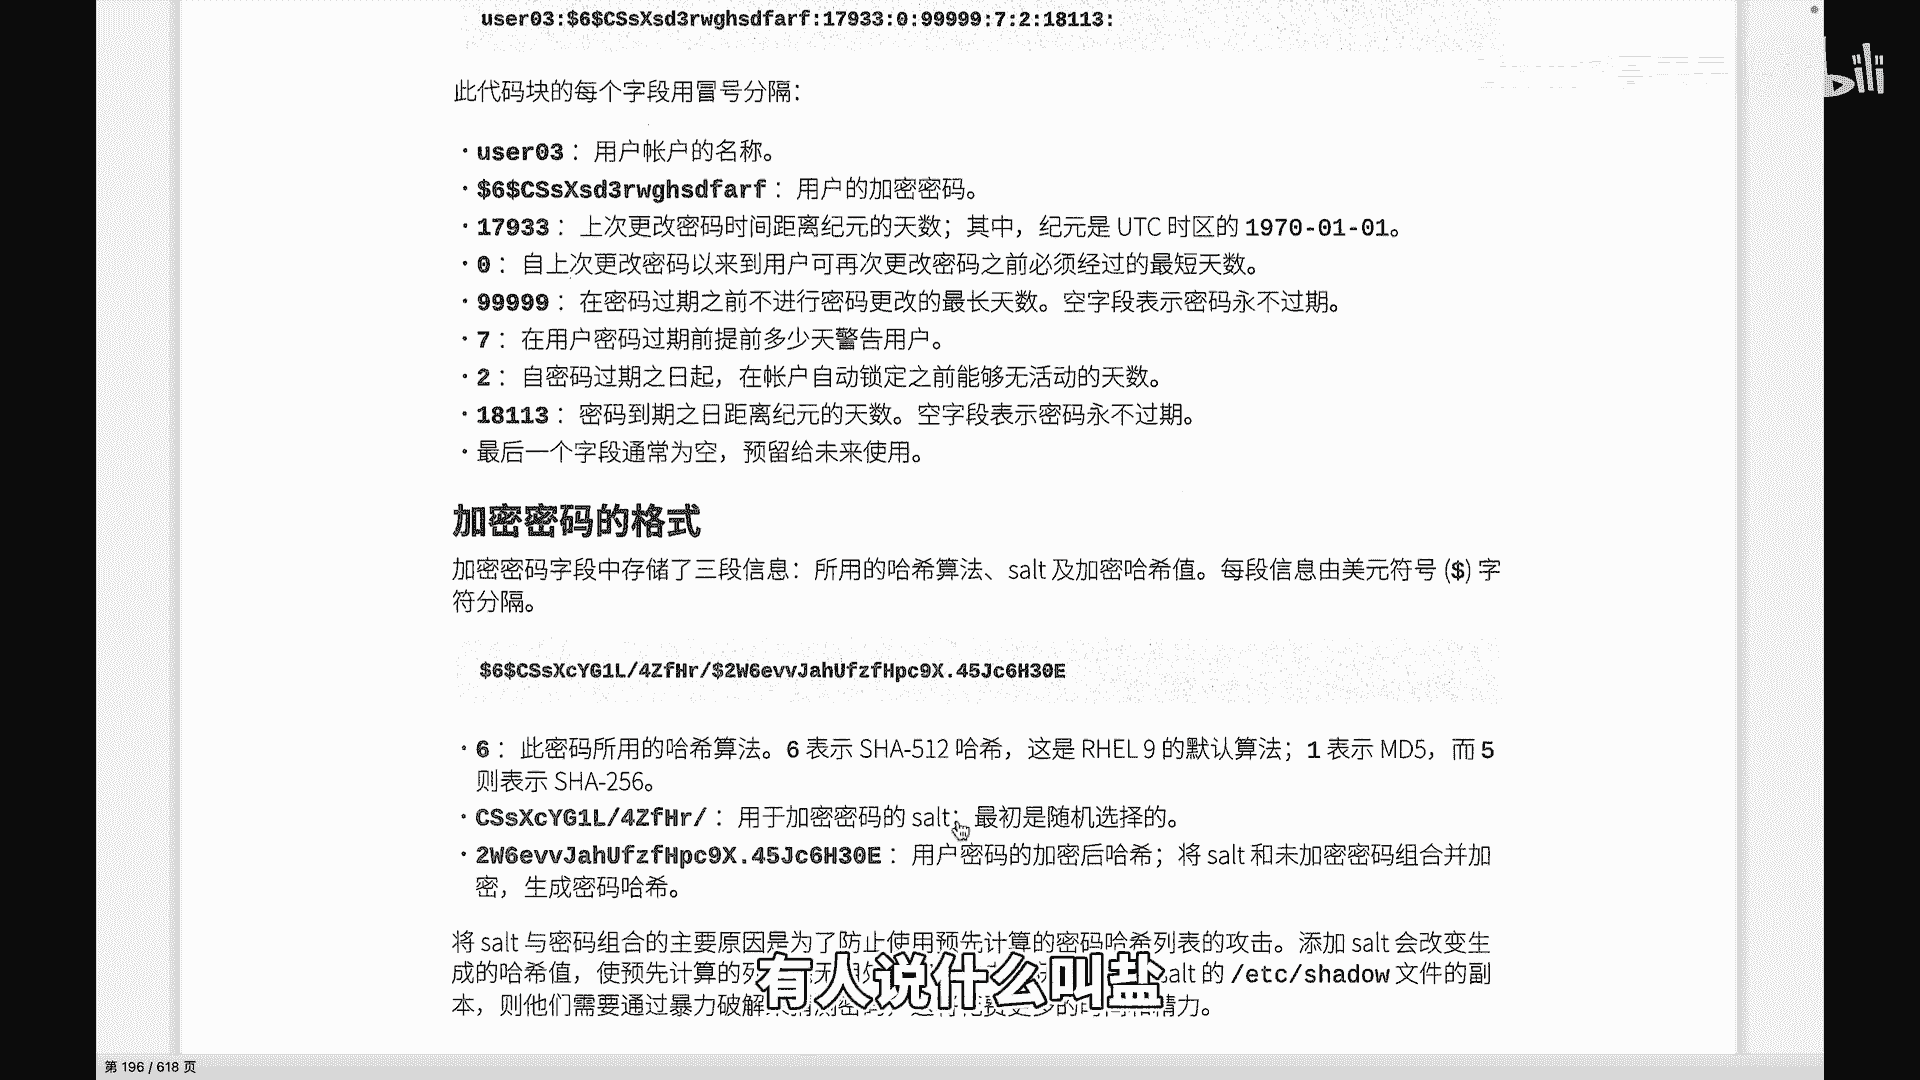 user03:$6$CSsXsd3rwghsdfarf:17933:0:99999:7:2:18113:
bili
此代码块的每个字段用冒号分隔：
· user03： 用户帐户的名称。
· $6$CSsXsd3rwghsdfarf： 用户的加密密码。
· 17933： 上次更改密码时间距离纪元的天数；其中，纪元是 UTC 时区的 1970-01-01。
· 0： 自上次更改密码以来到用户可再次更改密码之前必须经过的最短天数。
· 99999： 在密码过期之前不进行密码更改的最长天数。空字段表示密码永不过期。
· 7： 在用户密码过期前提前多少天警告用户。
· 2： 自密码过期之日起，在帐户自动锁定之前能够无活动的天数。
· 18113： 密码到期之日距离纪元的天数。空字段表示密码永不过期。
· 最后一个字段通常为空，预留给未来使用。
加密密码的格式
加密密码字段中存储了三段信息：所用的哈希算法、salt 及加密哈希值。每段信息由美元符号 ($) 字
符分隔。
$6$CSsXcYG1L/4ZfHr/$2W6evvJahUfzfHpc9X.45Jc6H30E
· 6： 此密码所用的哈希算法。6 表示 SHA-512 哈希，这是 RHEL 9 的默认算法；1 表示 MD5，而 5
则表示 SHA-256。
· CSsXcYG1L/4ZfHr/： 用于加密密码的 salt；最初是随机选择的。
· 2W6evvJahUfzfHpc9X.45Jc6H30E： 用户密码的加密后哈希；将 salt 和未加密密码组合并加
密，生成密码哈希。
将 salt 与密码组合的主要原因是为了防止使用预先计算的密码哈希列表的攻击。添加 salt 会改变生
成的哈希值，使预先计算的列 salt 的 /etc/shadow 文件的副
本，则他们需要通过暴力破解 精力。
有人说什么叫盐
第 196 / 618 页